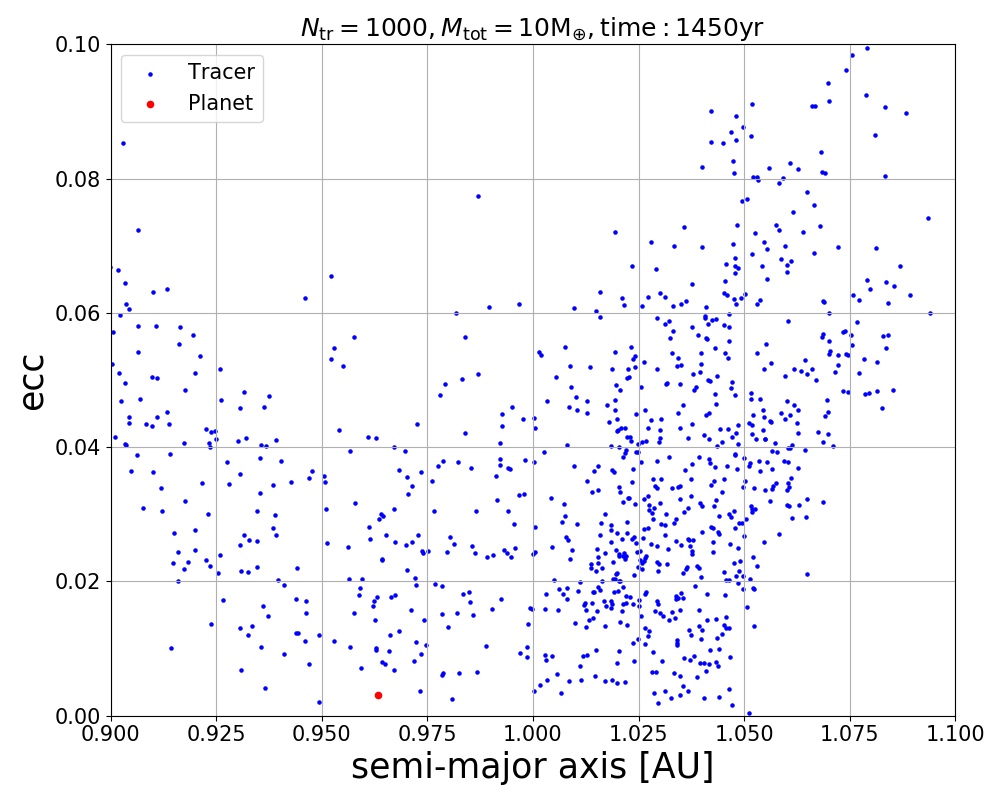 N_tr = 1000, M_tot = 10M_⊕, time : 1450yr
Tracer
Planet
ecc
0.10
0.08
0.06
0.04
0.02
0.00
0.900 0.925 0.950 0.975 1.000 1.025 1.050 1.075 1.100
semi-major axis [AU]